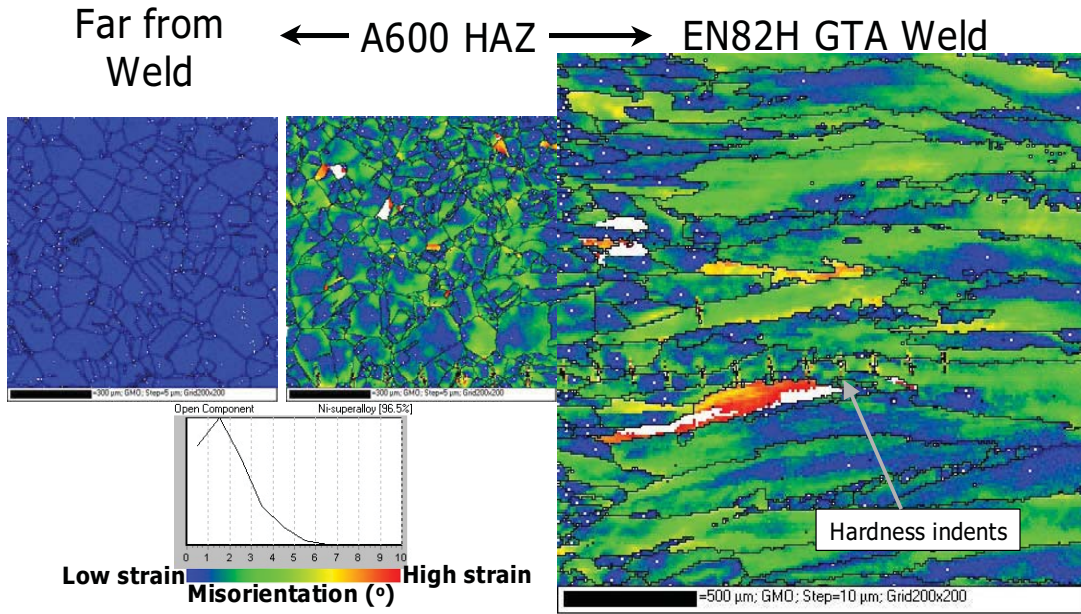 Far from
Weld
A600 HAZ
EN82H GTA Weld
=300 µm; GMO; Step=5 µm; Grid200x200
=300 µm; GMO; Step=5 µm; Grid200x200
Open Component
Ni-superalloy [96.5%]
0 1 2 3 4 5 6 7 8 9 10
Low strain
High strain
Misorientation (º)
Hardness indents
=500 µm; GMO; Step=10 µm; Grid200x200